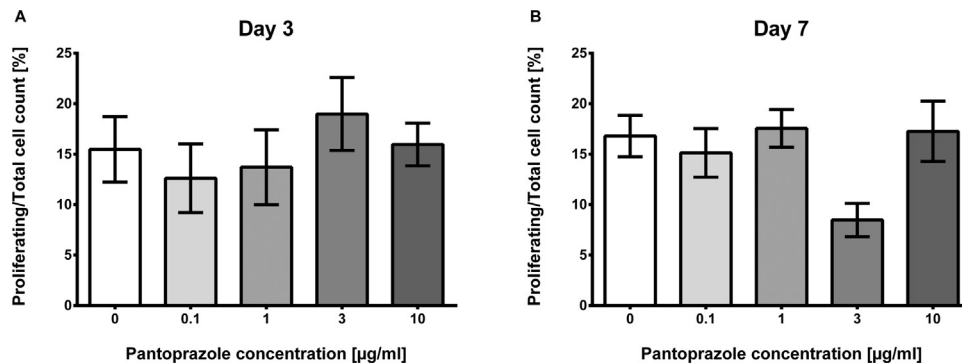 A
Day 3
Proliferating/Total cell count [%]
25
20
15
10
5
0
0 0.1 1 3 10
Pantoprazole concentration [µg/ml]
B
Day 7
Proliferating/Total cell count [%]
25
20
15
10
5
0
0 0.1 1 3 10
Pantoprazole concentration [µg/ml]